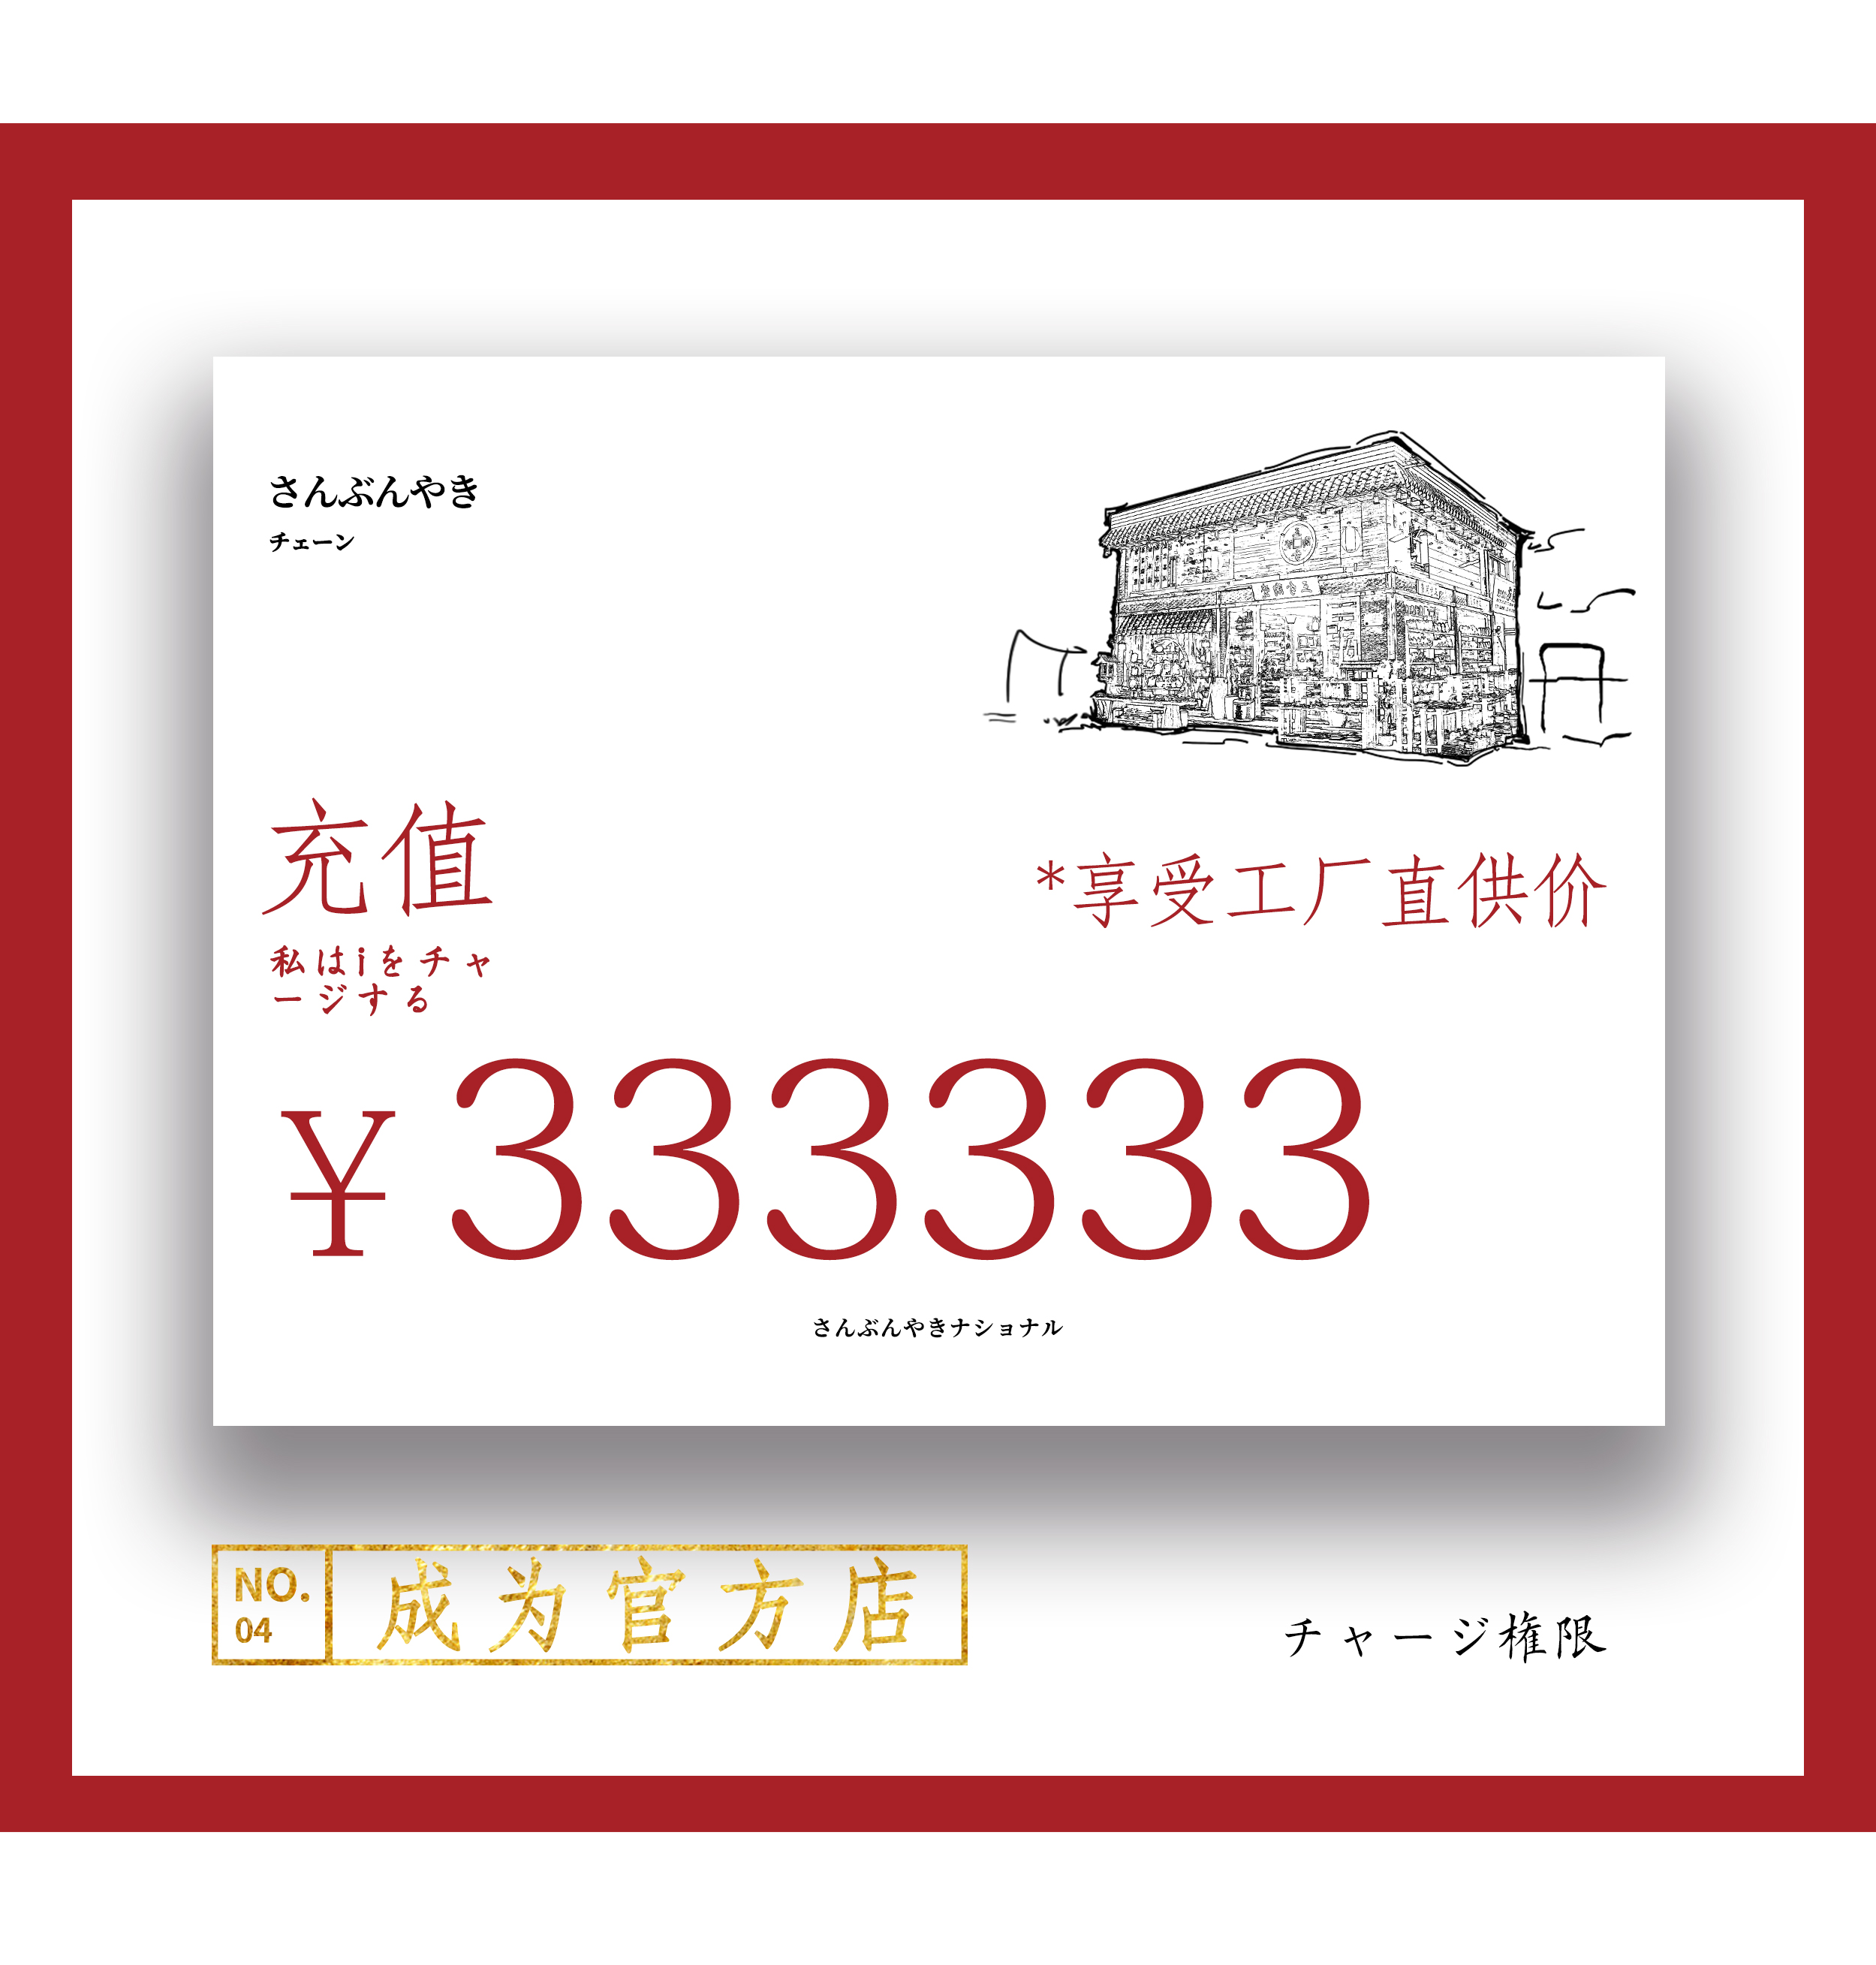 さんぶんやき
チェーン
充值
*享受工厂直供价
私はiをチャ
ージする
¥333333
さんぶんやきナショナル
NO.
04
成为官方店
チャージ権限